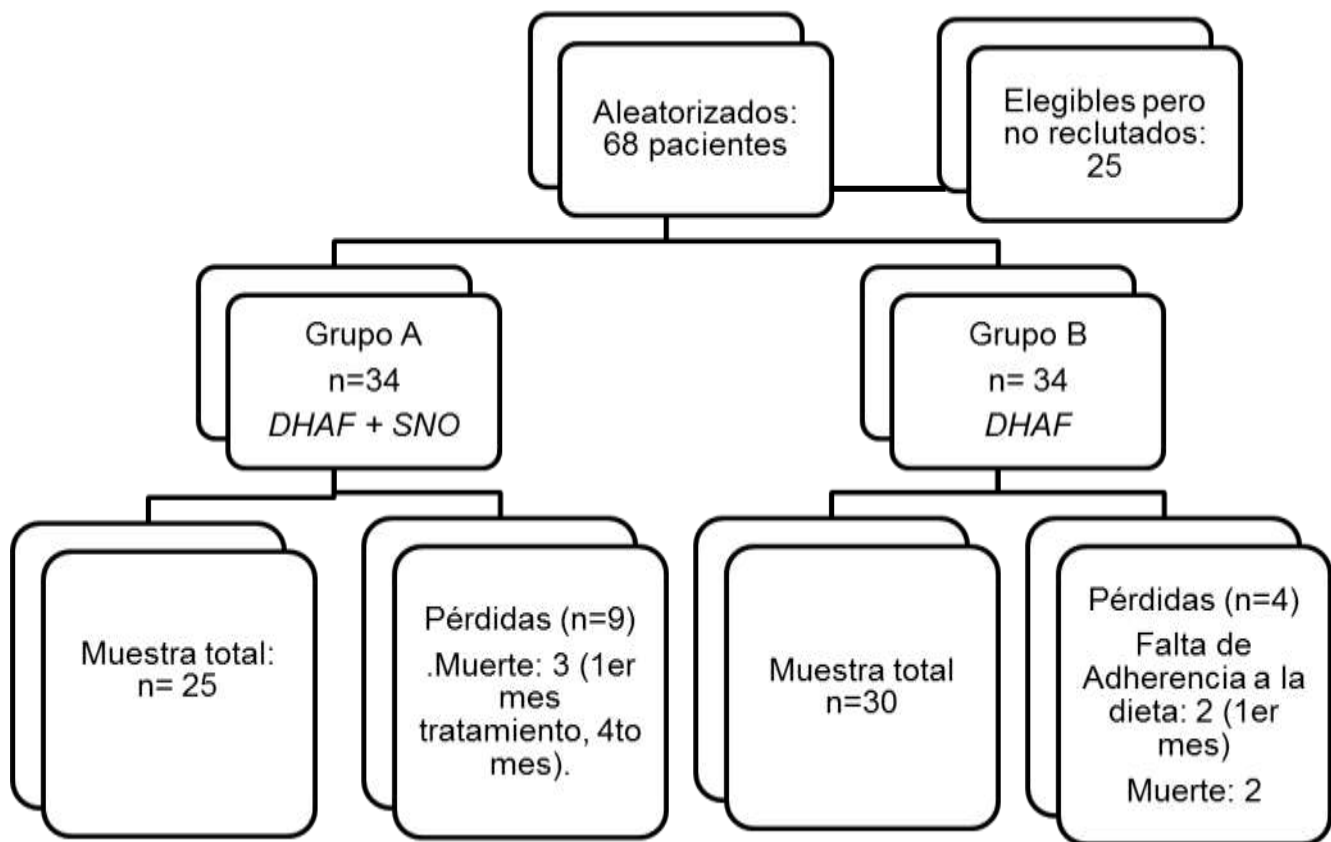 Aleatorizados:
68 pacientes
Elegibles pero
no reclutados:
25
Grupo A
n=34
DHAF + SNO
Grupo B
n= 34
DHAF
Muestra total:
n= 25
Pérdidas (n=9)
.Muerte: 3 (1er
mes
tratamiento, 4to
mes).
Muestra total
n=30
Pérdidas (n=4)
Falta de
Adherencia a la
dieta: 2 (1er
mes)
Muerte: 2